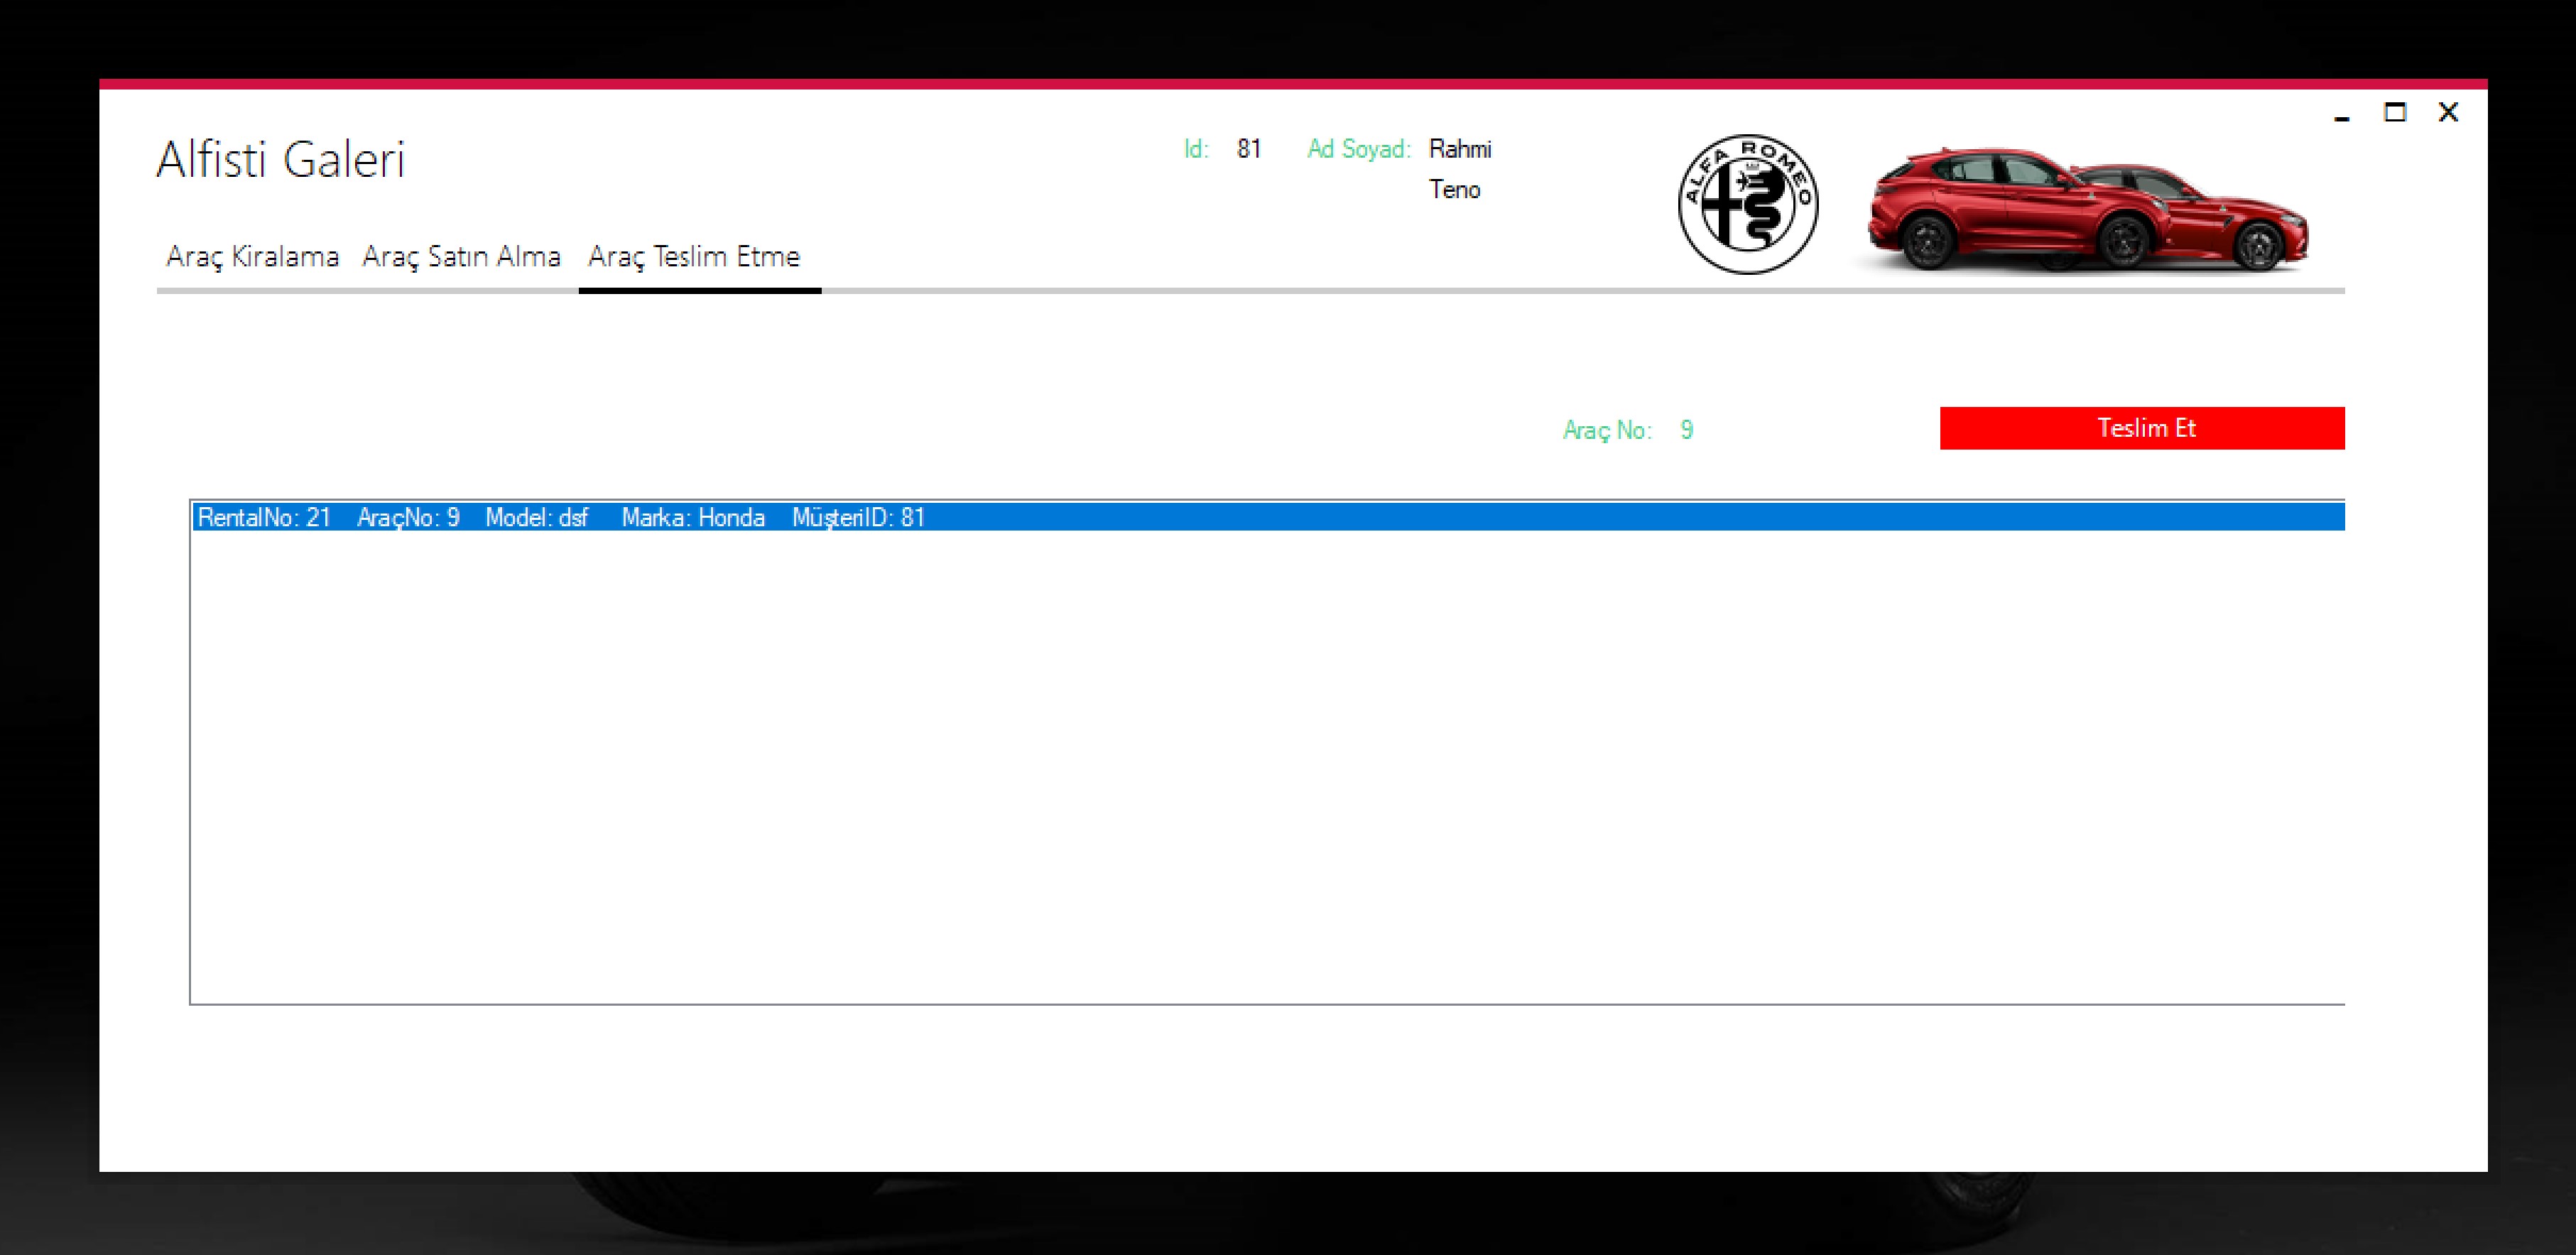 Alfisti Galeri
Id: 81 Ad Soyad: Rahmi
Teno
ALFA ROMEO
Araç Kiralama Araç Satın Alma Araç Teslim Etme
Araç No: 9
Teslim Et
RentalNo: 21 AraçNo: 9 Model: dsf Marka: Honda MüşteriID: 81